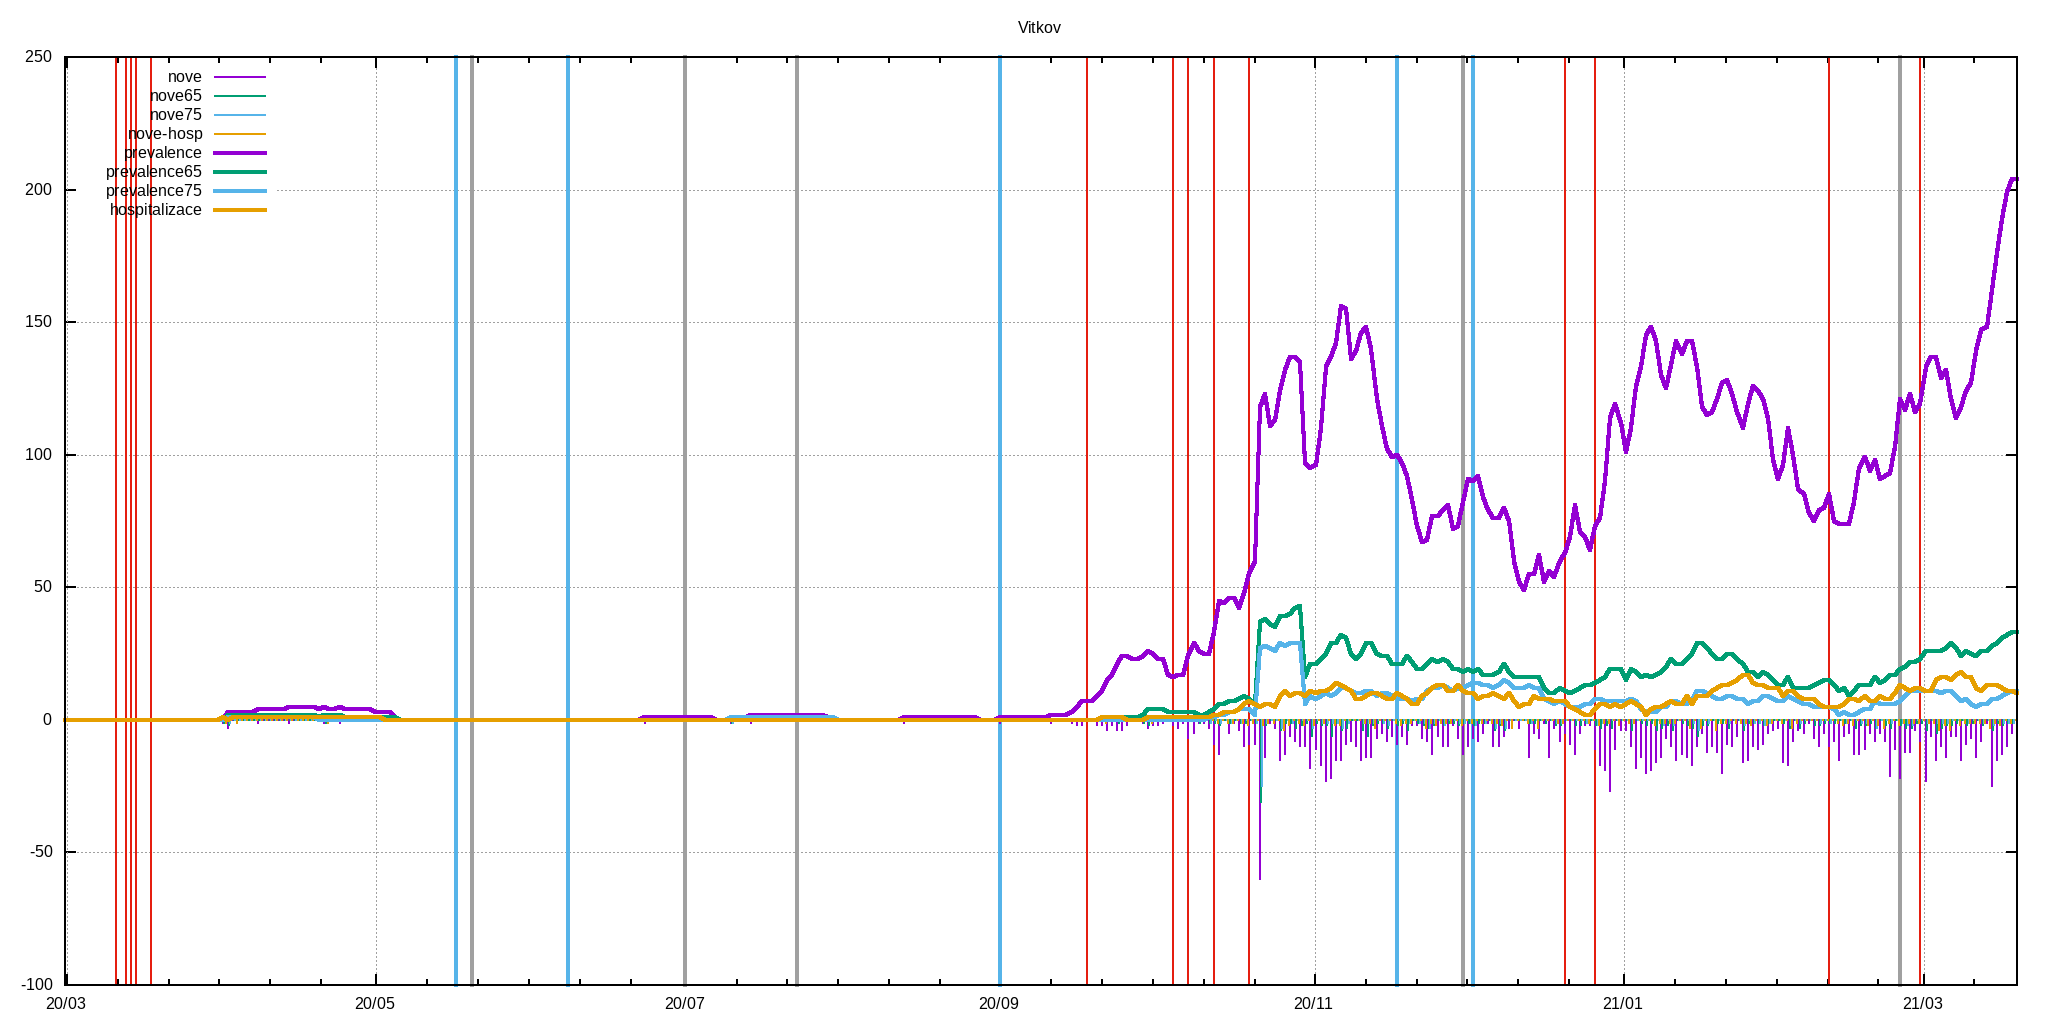 Vitkov
250
200
150
100
50
0
-50
-100
nove
nove65
nove75
nove-hosp
prevalence
prevalence65
prevalence75
hospitalizace
20/03 20/05 20/07 20/09 20/11 21/01 21/03